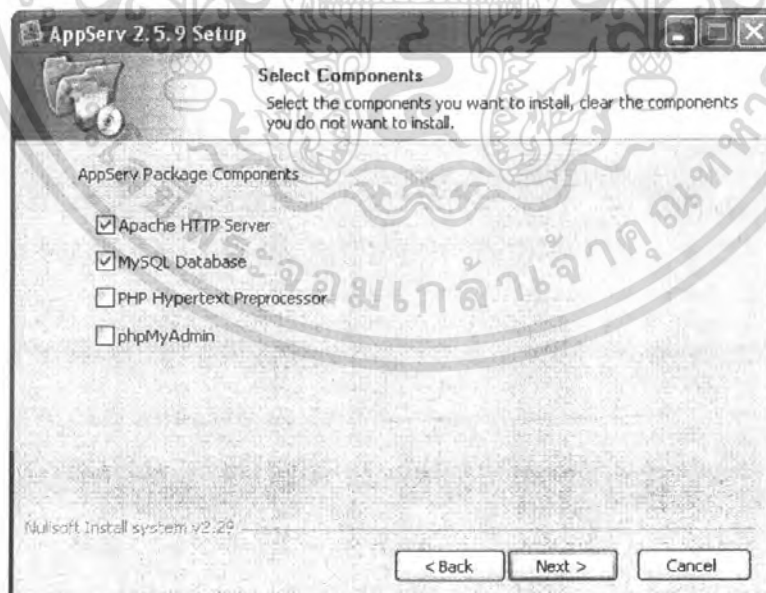 AppServ 2.5.9 Setup
Select Components
Select the components you want to install, clear the components
you do not want to install.
AppServ Package Components
Apache HTTP Server
MySQL Database
PHP Hypertext Preprocessor
phpMyAdmin
Nullsoft Install system v2.29
< Back
Next >
Cancel